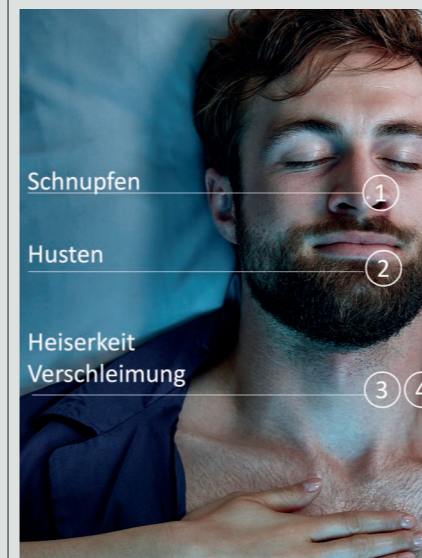 Schnupfen
1
Husten
2
Heiserkeit
Verschleimung
3 4